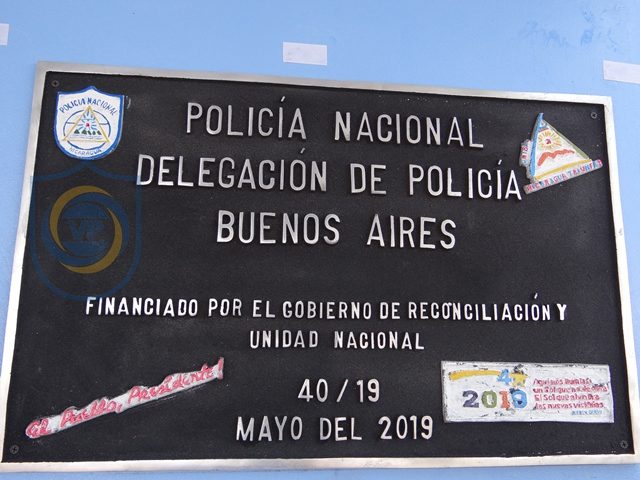 POLICIA NACIONAL
NICARAGUA
POLICÍA NACIONAL
DELEGACIÓN DE POLICÍA
BUENOS AIRES
FINANCIADO POR EL GOBIERNO DE RECONCILIACIÓN Y
UNIDAD NACIONAL
El Pueblo, Presidente!
40/19
MAYO DEL 2019
2019